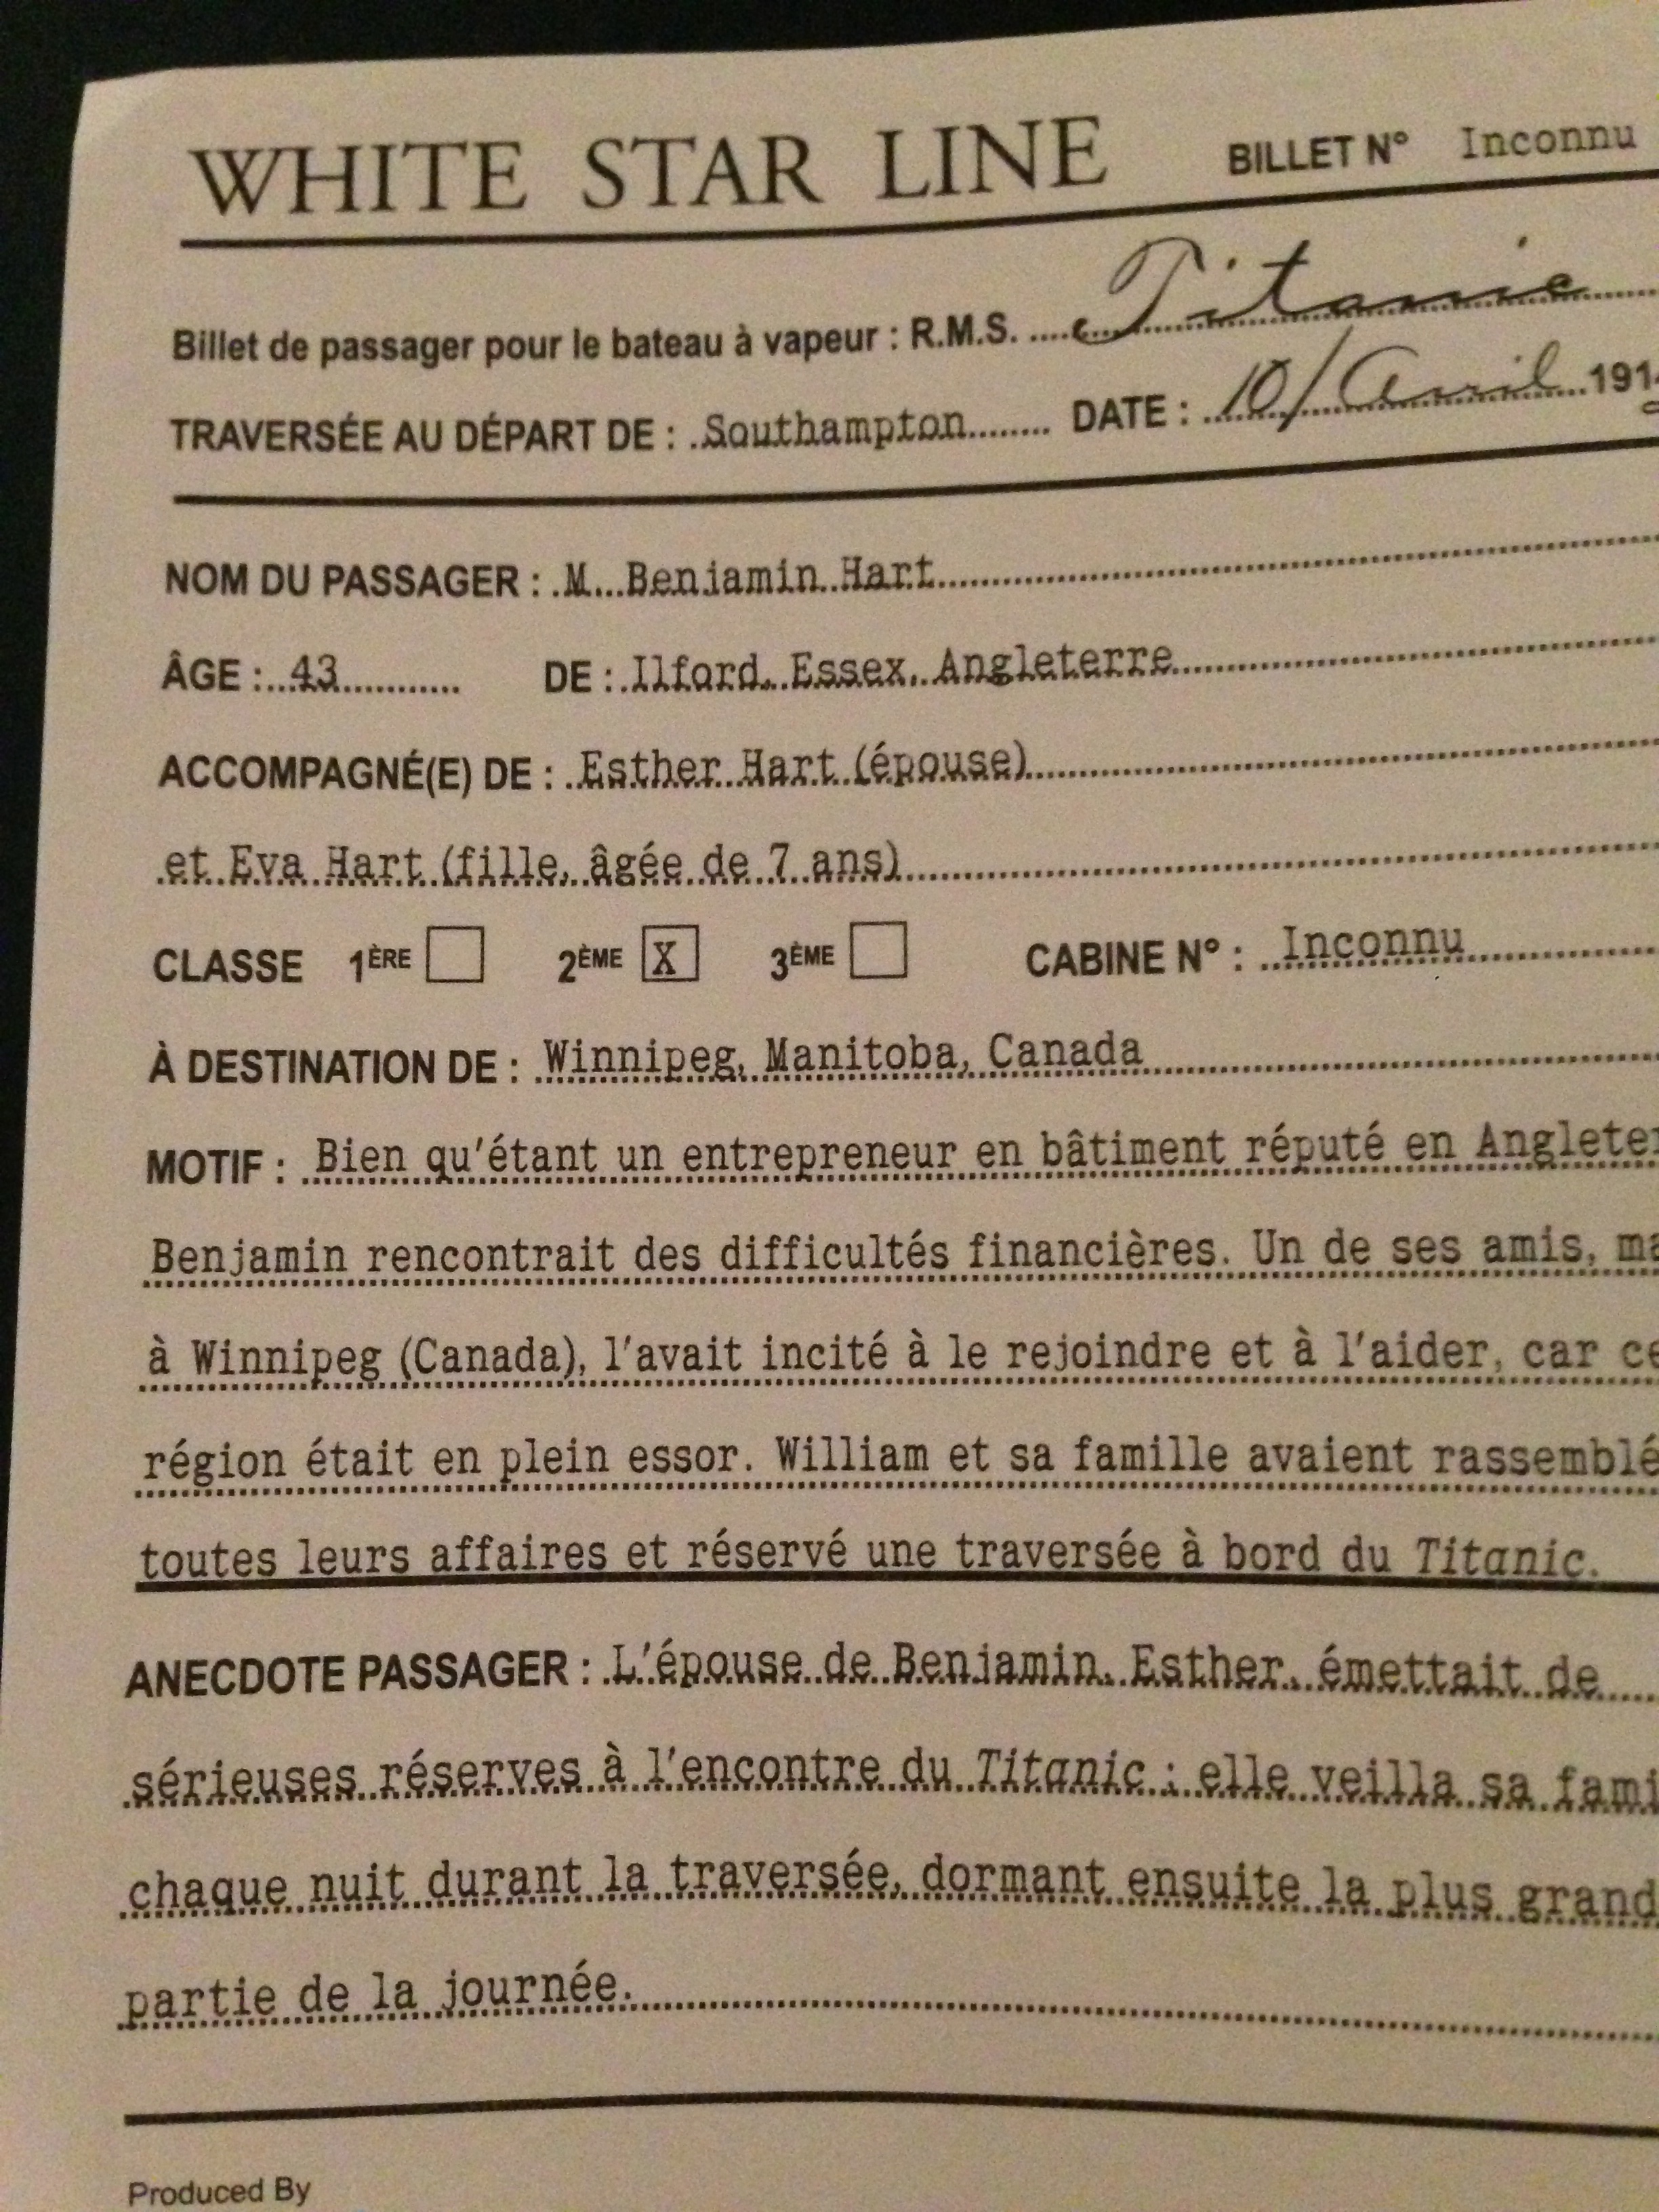 WHITE STAR LINE BILLET N° Inconnu
Billet de passager pour le bateau à vapeur : R.M.S. Titanic
TRAVERSÉE AU DÉPART DE : Southampton DATE : 10/Avril 191
NOM DU PASSAGER : M. Benjamin Hart
ÂGE : 43 DE : Ilford, Essex, Angleterre
ACCOMPAGNÉ(E) DE : Esther Hart (épouse)
et Eva Hart (fille, âgée de 7 ans)
CLASSE 1ÈRE 2ÈME X 3ÈME CABINE N° : Inconnu
À DESTINATION DE : Winnipeg, Manitoba, Canada
MOTIF : Bien qu'étant un entrepreneur en bâtiment réputé en
Benjamin rencontrait des difficultés financières. Un de ses amis,
à Winnipeg (Canada), l'avait incité à le rejoindre et à l'aider, car
région était en plein essor. William et sa famille avaient rassemblé
toutes leurs affaires et réservé une traversée à bord du Titanic.
ANECDOTE PASSAGER : L'épouse de Benjamin, Esther, émettait de
sérieuses réserves à l'encontre du Titanic : elle veilla sa
chaque nuit durant la traversée, dormant ensuite la plus
partie de la journée.
Produced By